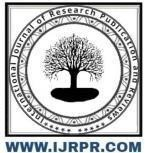 International Journal of Research Publication and Reviews
WWW.IJRPR.COM